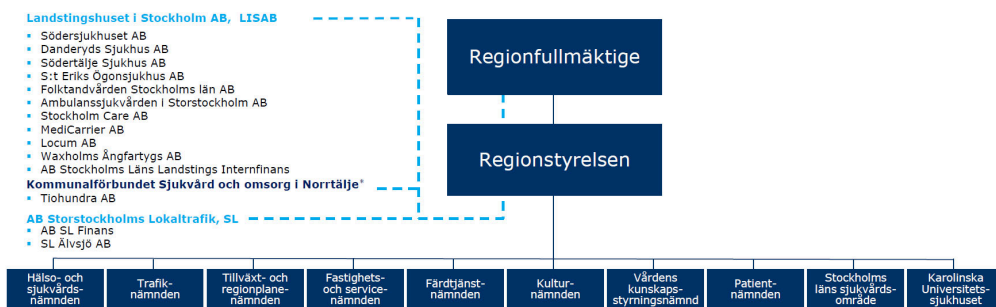 Landstingshuset i Stockholm AB, LISAB
▪ Södersjukhuset AB
▪ Danderyds Sjukhus AB
▪ Södertälje Sjukhus AB
▪ S:t Eriks Ögonsjukhus AB
▪ Folktandvården Stockholms län AB
▪ Ambulanssjukvården i Storstockholm AB
▪ Stockholm Care AB
▪ MediCarrier AB
▪ Locum AB
▪ Waxholms Ångfartygs AB
▪ AB Stockholms Läns Landstings Internfinans
Kommunalförbundet Sjukvård och omsorg i Norrtälje*
▪ Tiohundra AB
AB Storstockholms Lokaltrafik, SL
▪ AB SL Finans
▪ SL Älvsjö AB
Regionfullmäktige
Regionstyrelsen
Hälso- och
sjukvårds-
nämnden
Trafik-
nämnden
Tillväxt- och
regionplane-
nämnden
Fastighets-
och service-
nämnden
Färdtjänst-
nämnden
Kultur-
nämnden
Vårdens
kunskaps-
styrningsnämnd
Patient-
nämnden
Stockholms
läns sjukvårds-
område
Karolinska
Universitets-
sjukhuset